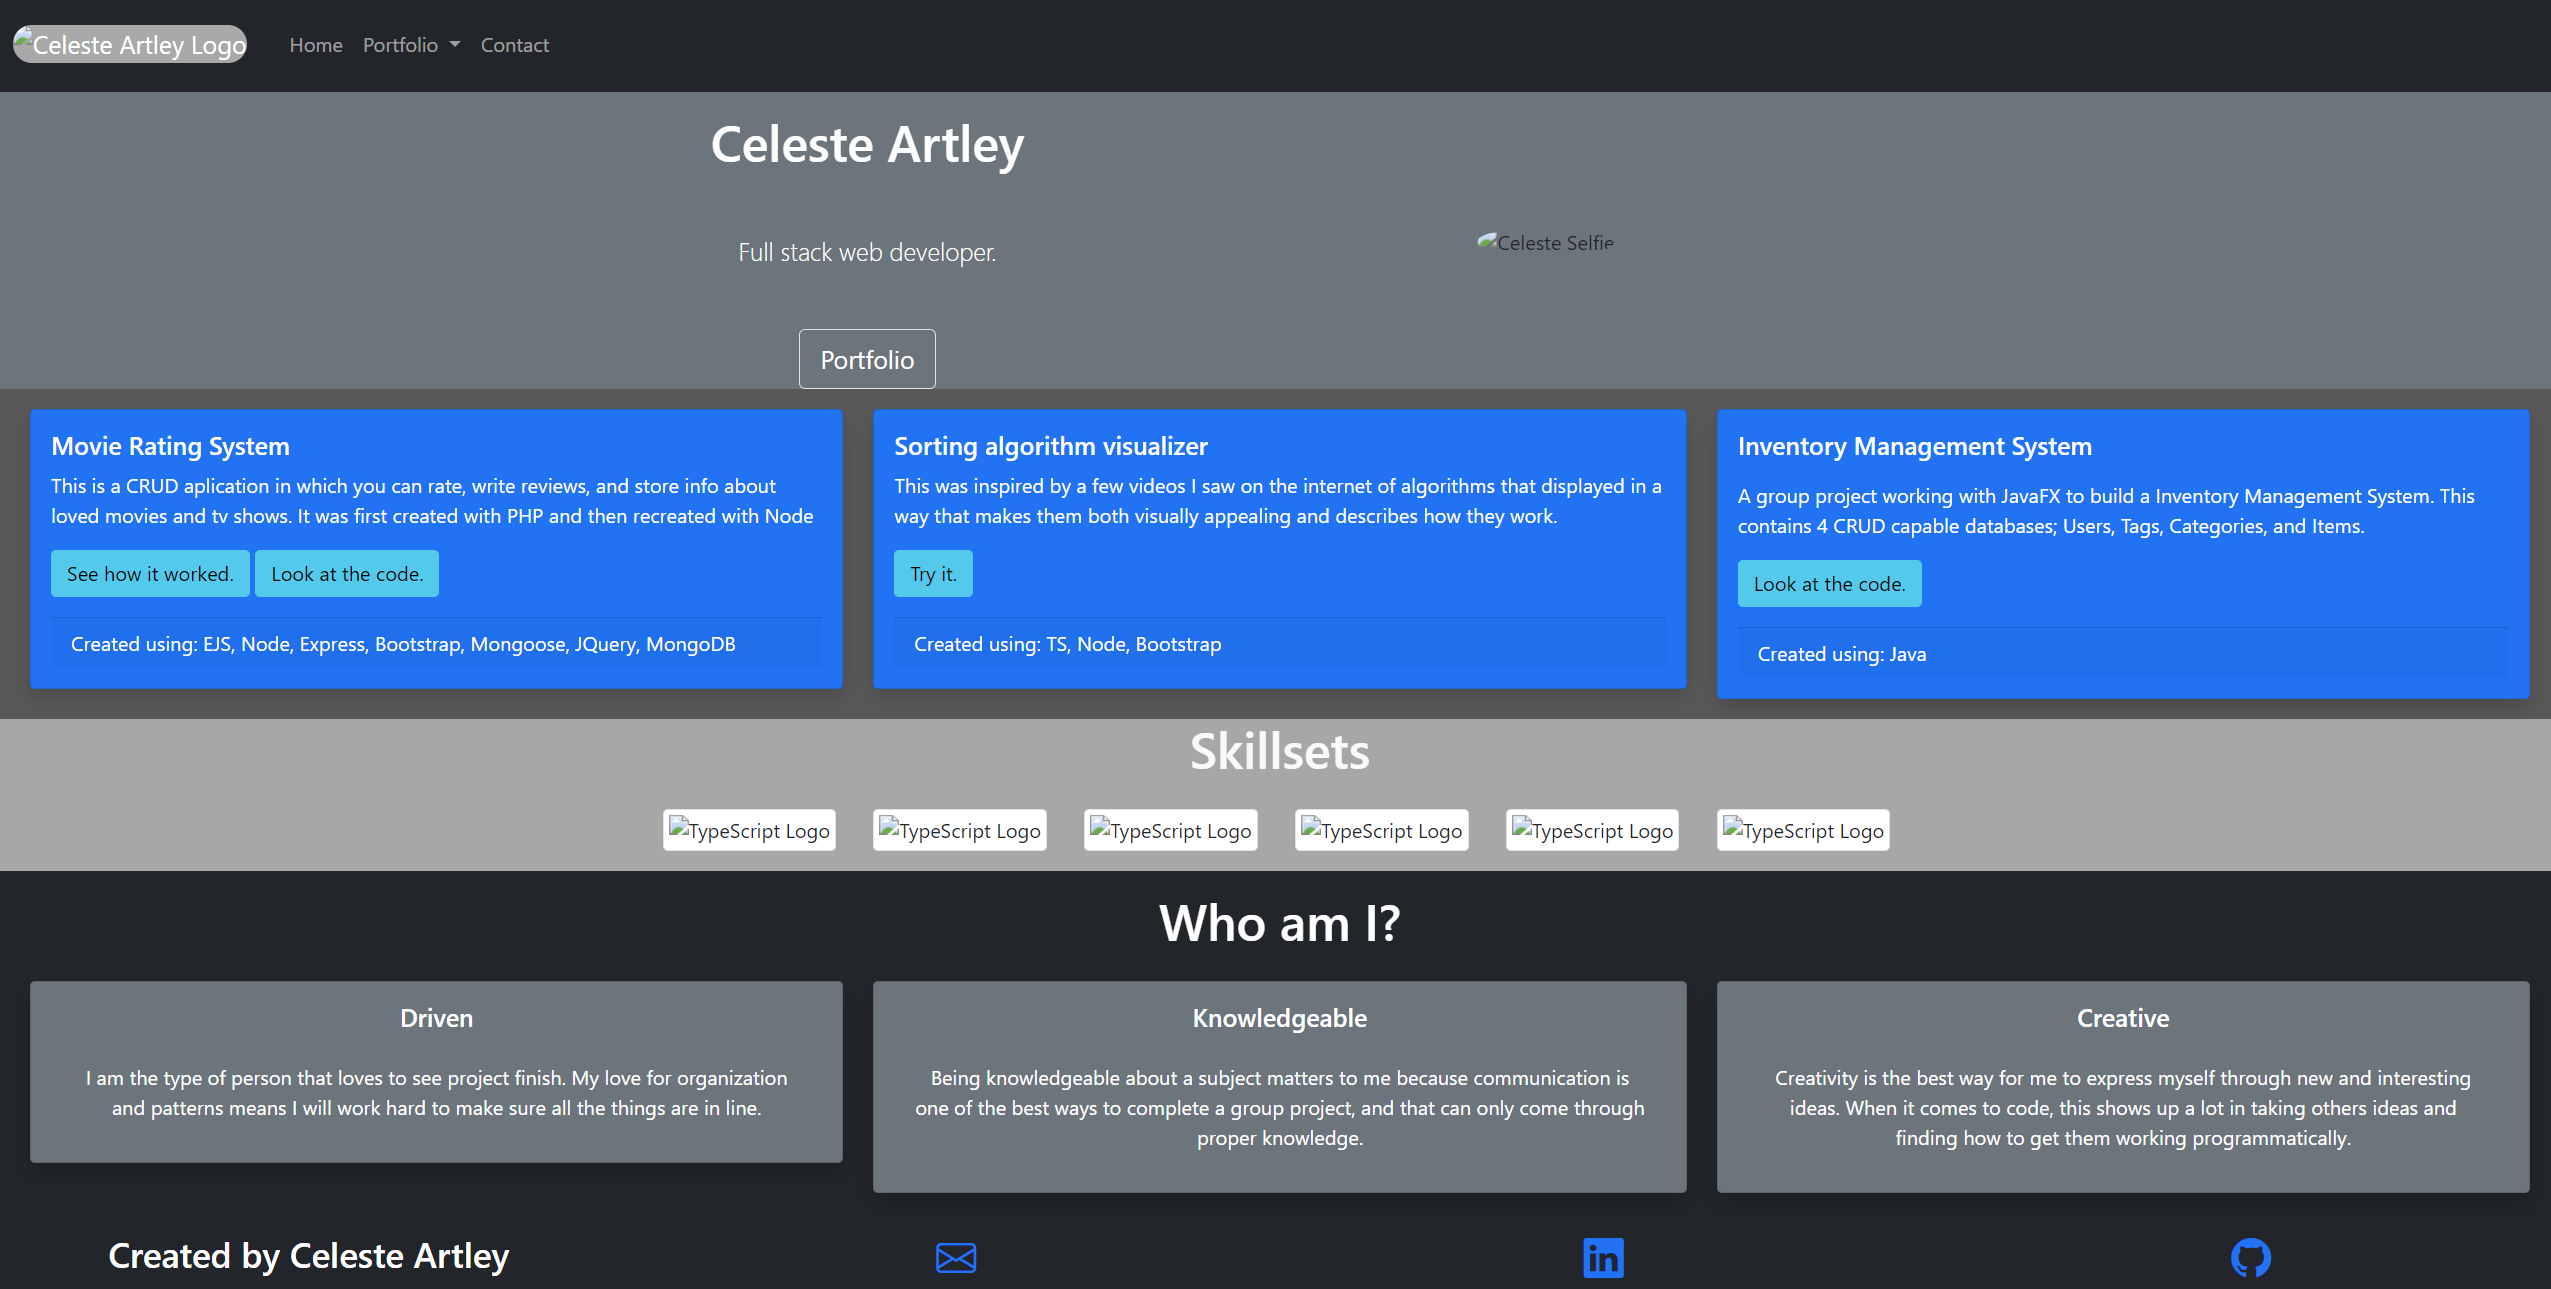 Celeste Artley Logo
Home
Portfolio
Contact
Celeste Artley
Full stack web developer.
Celeste Selfie
Portfolio
Movie Rating System
This is a CRUD aplication in which you can rate, write reviews, and store info about
loved movies and tv shows. It was first created with PHP and then recreated with Node
See how it worked.
Look at the code.
Created using: EJS, Node, Express, Bootstrap, Mongoose, JQuery, MongoDB
Sorting algorithm visualizer
This was inspired by a few videos I saw on the internet of algorithms that displayed in a
way that makes them both visually appealing and describes how they work.
Try it.
Created using: TS, Node, Bootstrap
Inventory Management System
A group project working with JavaFX to build a Inventory Management System. This
contains 4 CRUD capable databases; Users, Tags, Categories, and Items.
Look at the code.
Created using: Java
Skillsets
TypeScript Logo
TypeScript Logo
TypeScript Logo
TypeScript Logo
TypeScript Logo
TypeScript Logo
Who am I?
Driven
I am the type of person that loves to see project finish. My love for organization
and patterns means I will work hard to make sure all the things are in line.
Knowledgeable
Being knowledgeable about a subject matters to me because communication is
one of the best ways to complete a group project, and that can only come through
proper knowledge.
Creative
Creativity is the best way for me to express myself through new and interesting
ideas. When it comes to code, this shows up a lot in taking others ideas and
finding how to get them working programmatically.
Created by Celeste Artley
in